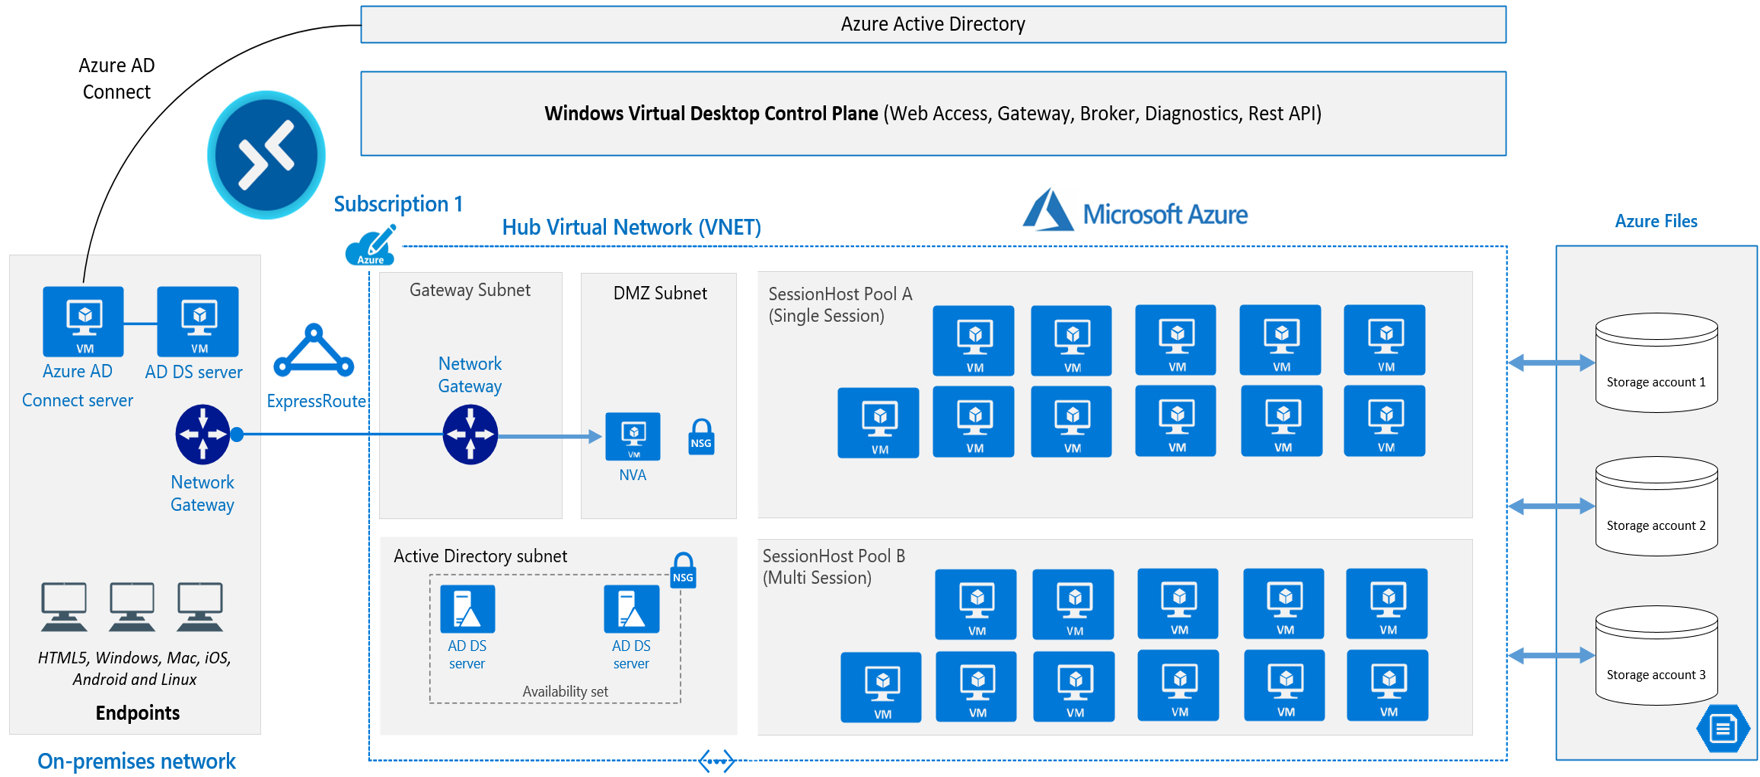 Azure Active Directory
Azure AD
Connect
Windows Virtual Desktop Control Plane (Web Access, Gateway, Broker, Diagnostics, Rest API)
Subscription 1
Azure
Hub Virtual Network (VNET)
Microsoft Azure
Azure Files
VM
VM
Azure AD
Connect server
AD DS server
ExpressRoute
Network
Gateway
HTML5, Windows, Mac, iOS,
Android and Linux
Endpoints
On-premises network
Gateway Subnet
Network
Gateway
DMZ Subnet
VM
NVA
NSG
SessionHost Pool A
(Single Session)
VM
VM
VM
VM
VM
VM
VM
VM
VM
VM
VM
Active Directory subnet
NSG
AD DS
server
AD DS
server
Availability set
SessionHost Pool B
(Multi Session)
VM
VM
VM
VM
VM
VM
VM
VM
VM
VM
VM
Storage account 1
Storage account 2
Storage account 3